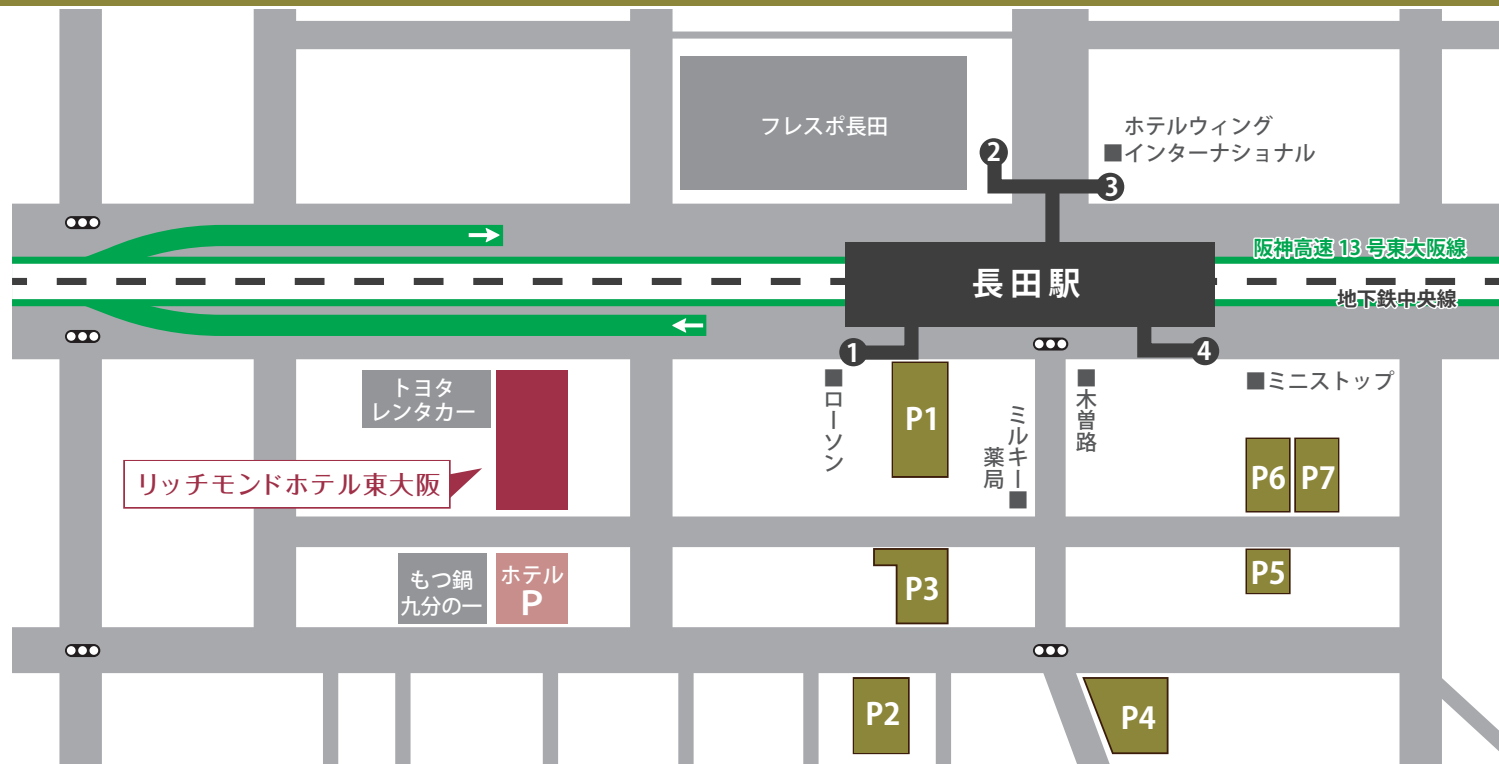 フレスポ長田
ホテルウィング
■インターナショナル
2
3
阪神高速 13 号東大阪線
長田駅
地下鉄中央線
1
4
トヨタ
レンタカー
■ローソン
P1
ミルキー■
薬局
■木曽路
■ミニストップ
リッチモンドホテル東大阪
P6
P7
もつ鍋
九分の一
ホテル
P
P3
P5
P2
P4